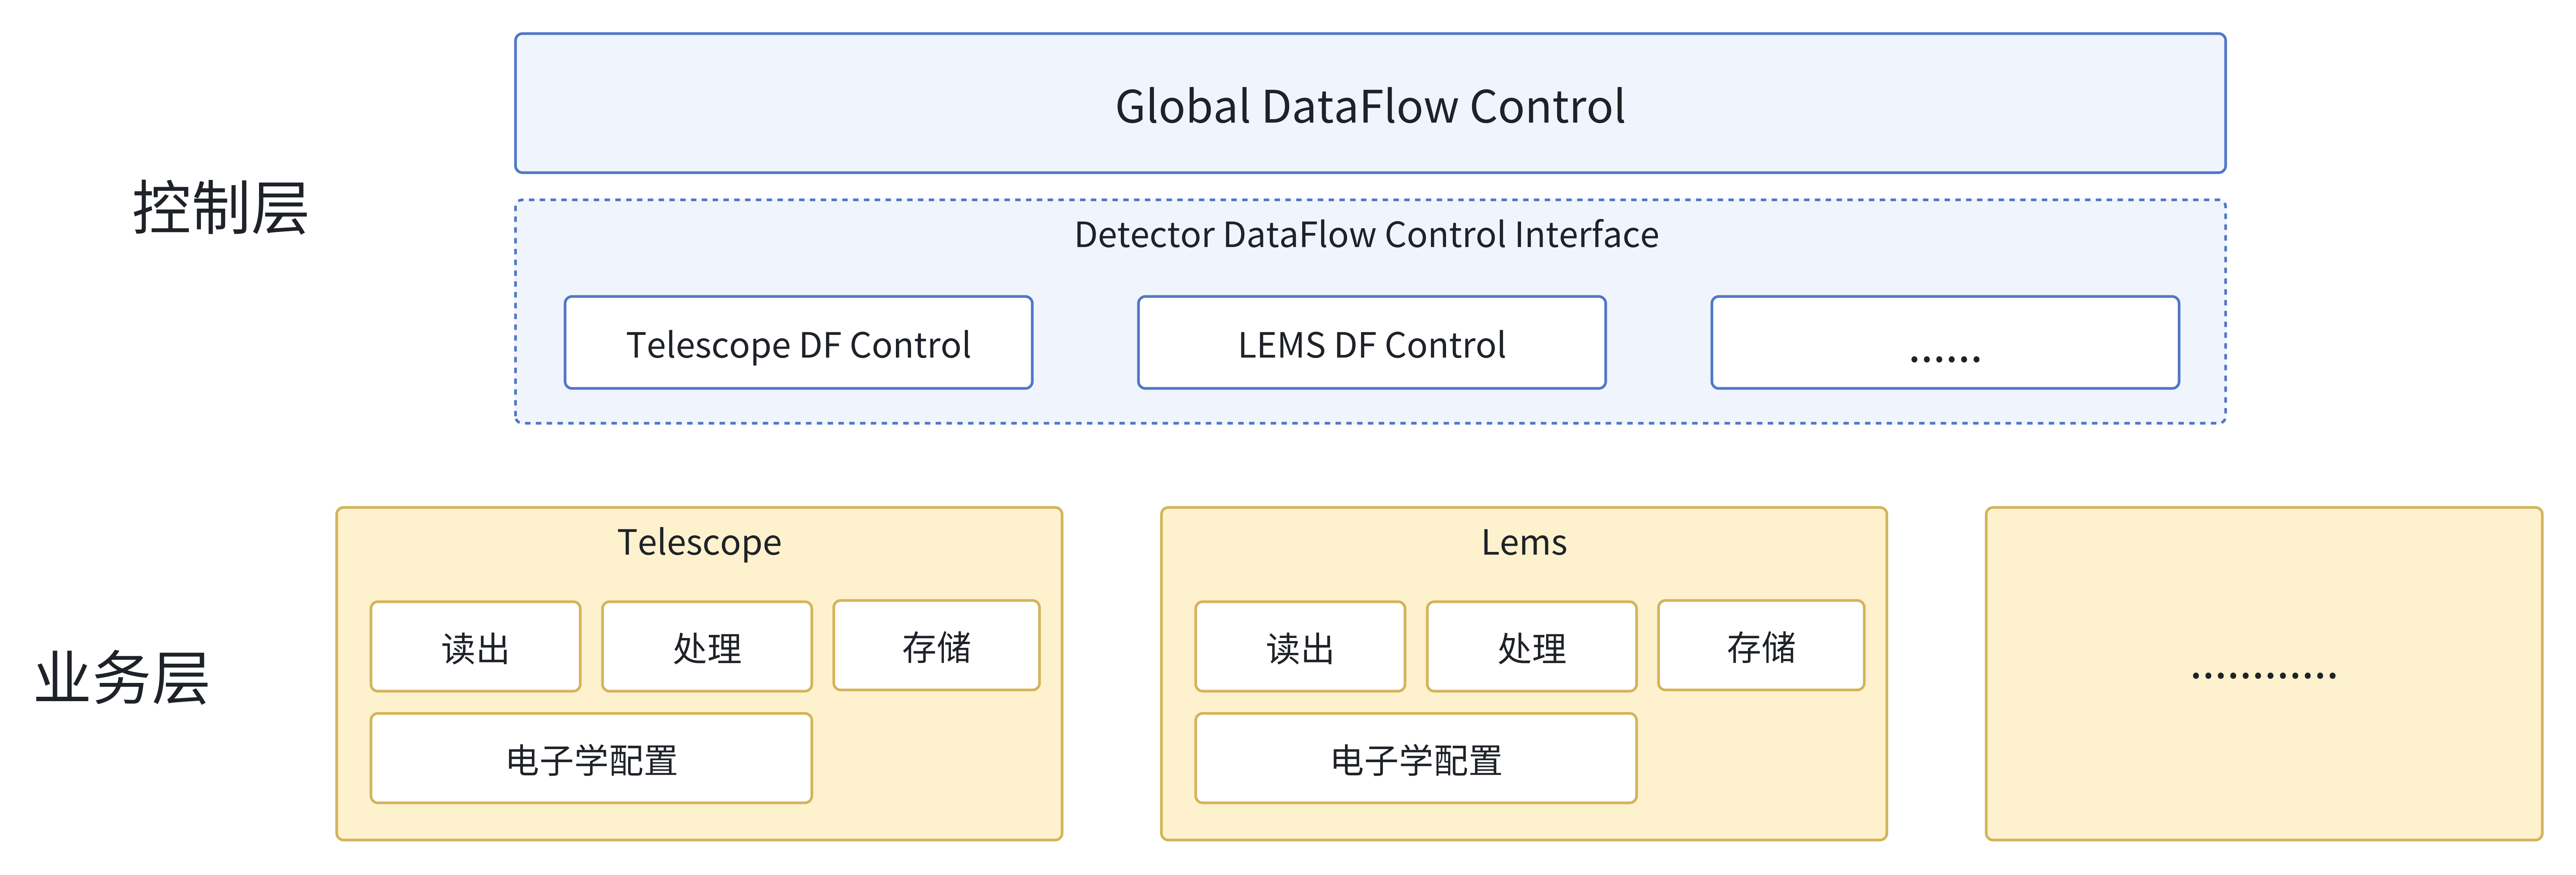 Global DataFlow Control
控制层
Detector DataFlow Control Interface
Telescope DF Control
LEMS DF Control
......
业务层
Telescope
读出
处理
存储
电子学配置
Lems
读出
处理
存储
电子学配置
............